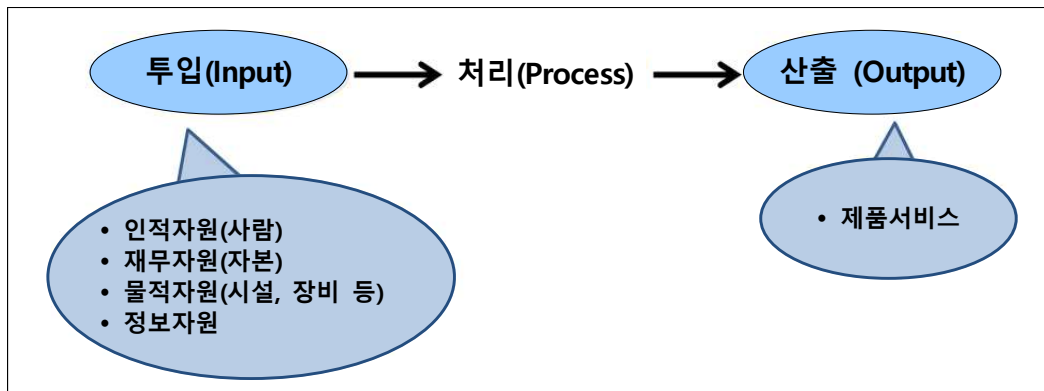 투입(Input)
처리(Process)
산출 (Output)
• 인적자원(사람)
• 재무자원(자본)
• 물적자원(시설, 장비 등)
• 정보자원
• 제품서비스